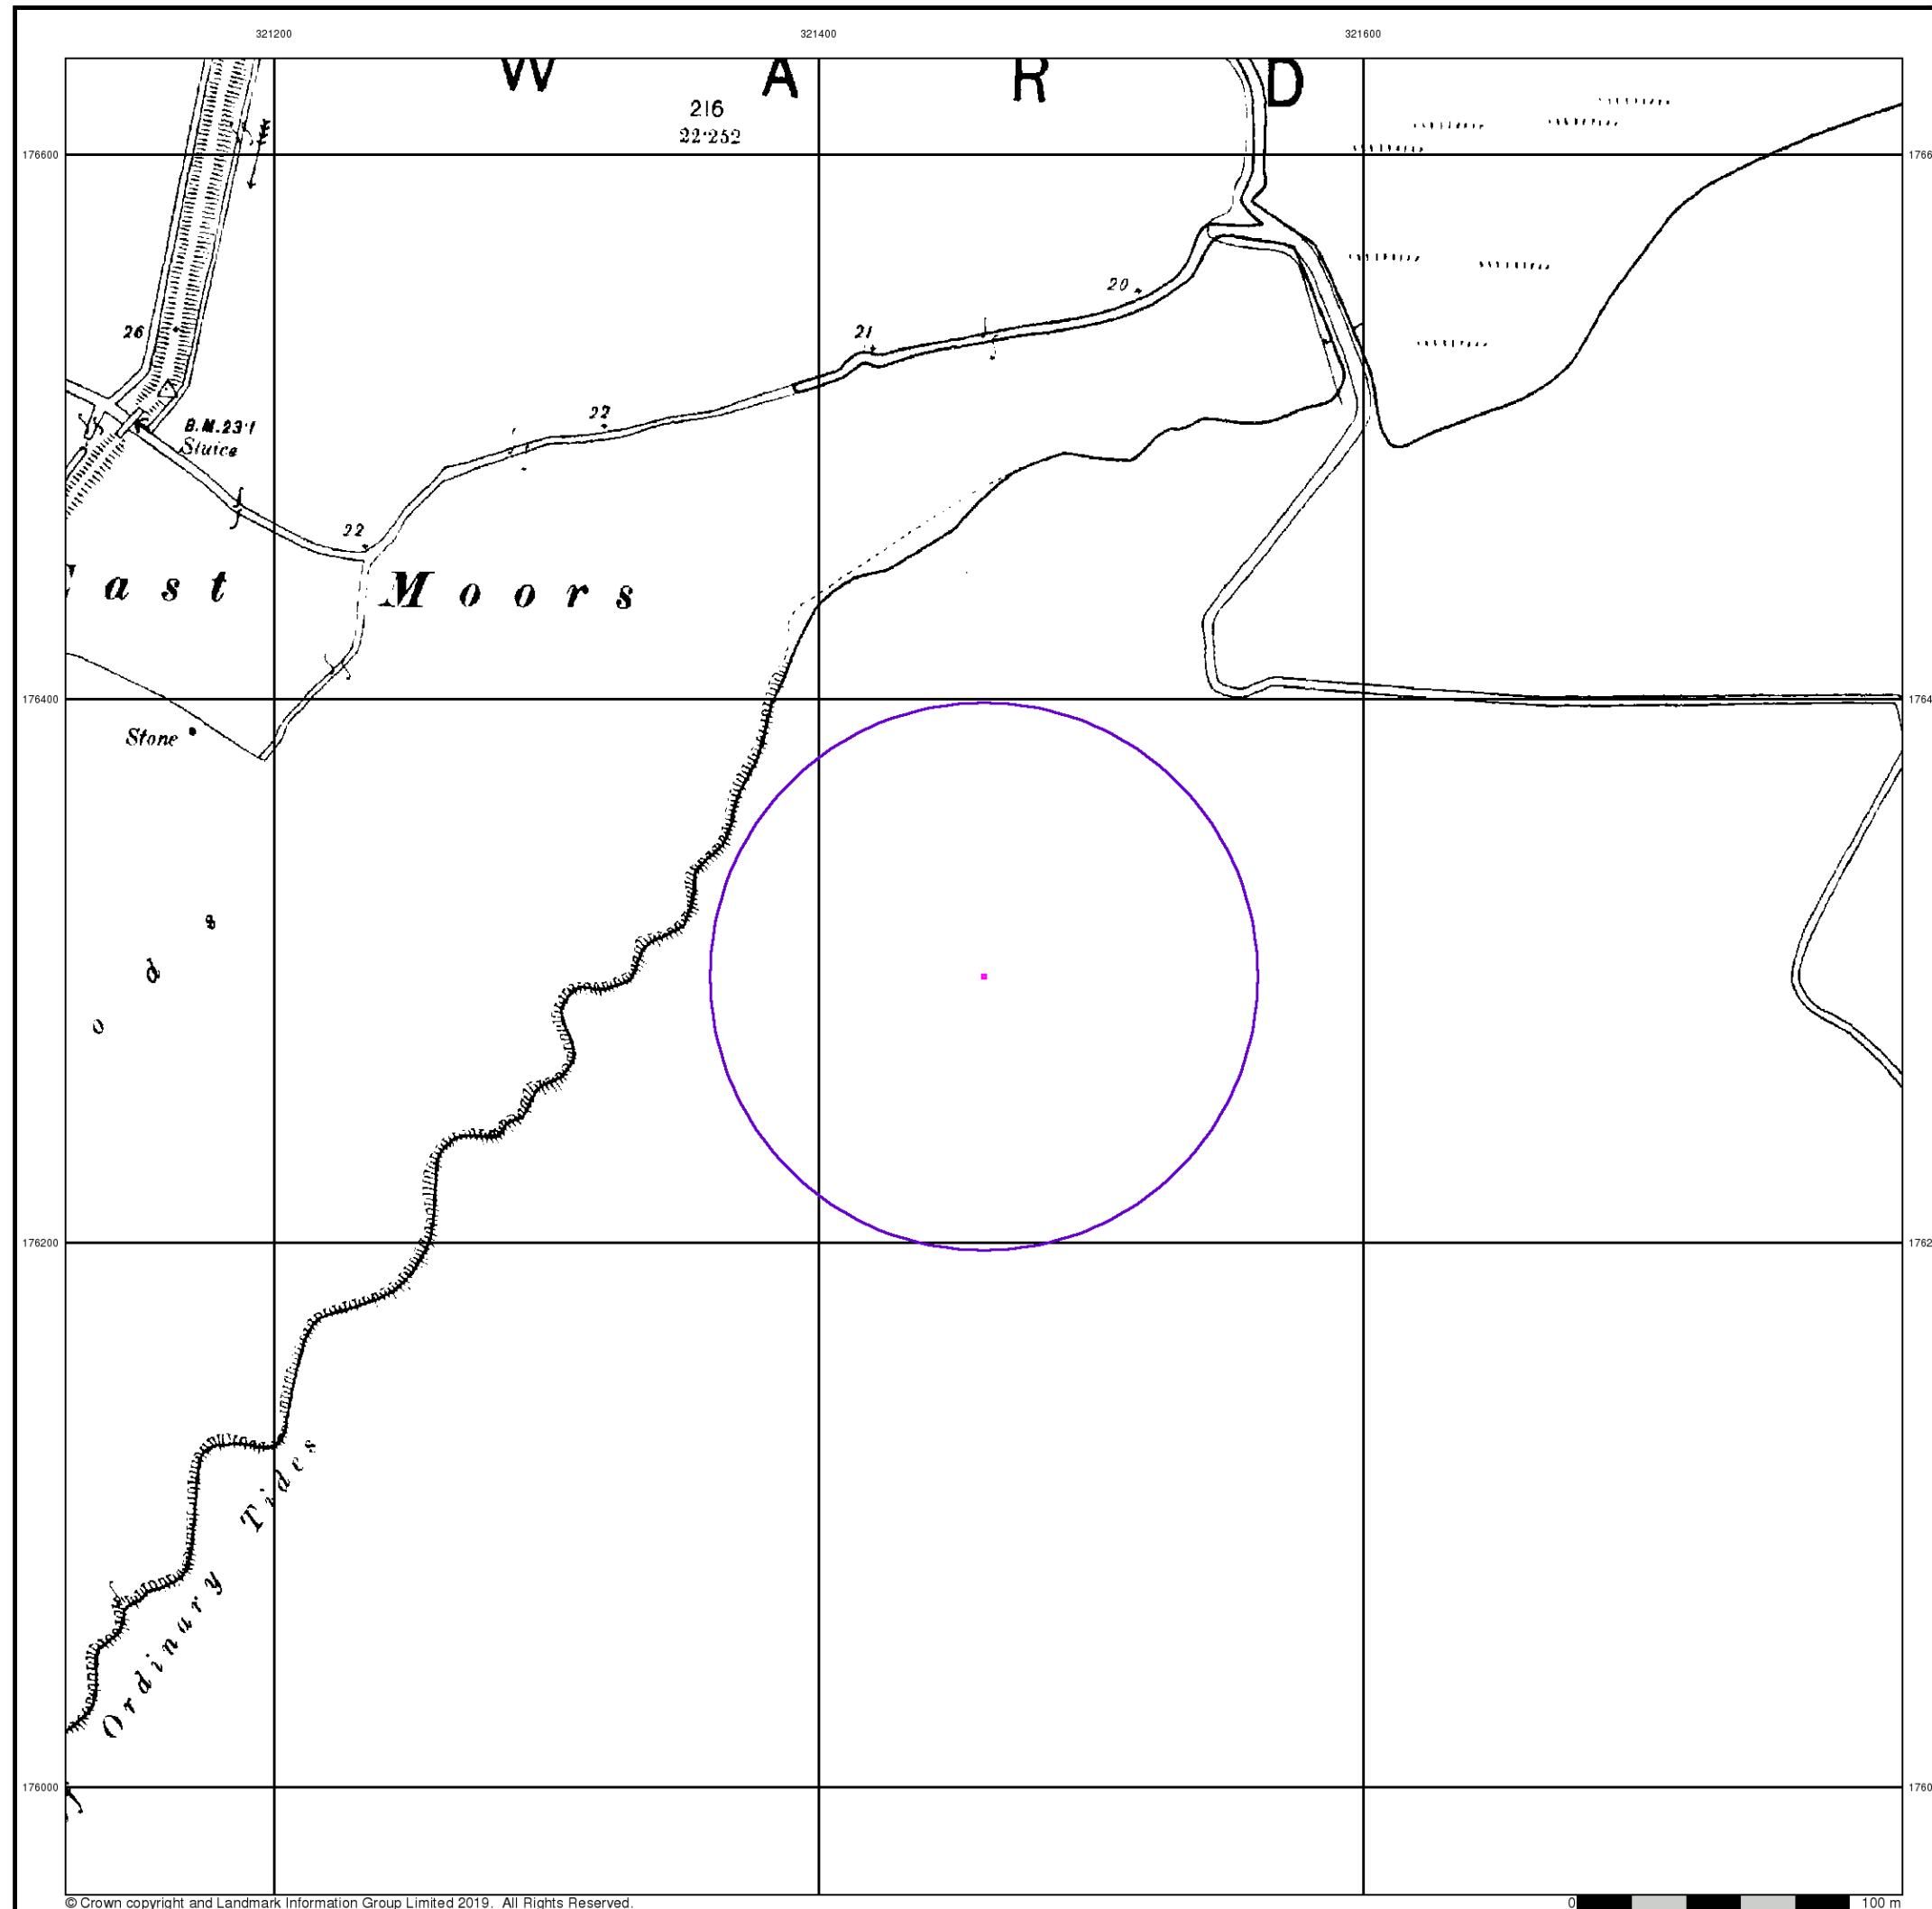 321200 321400 321600
W A R D
216
22·252
176600
20
26
21
22
B.M. 23·1
Sluice
22
ast Moors
176400
Stone
s
d
o
176200
Ordinary Tides
176000
© Crown copyright and Landmark Information Group Limited 2019. All Rights Reserved.
0 100 m